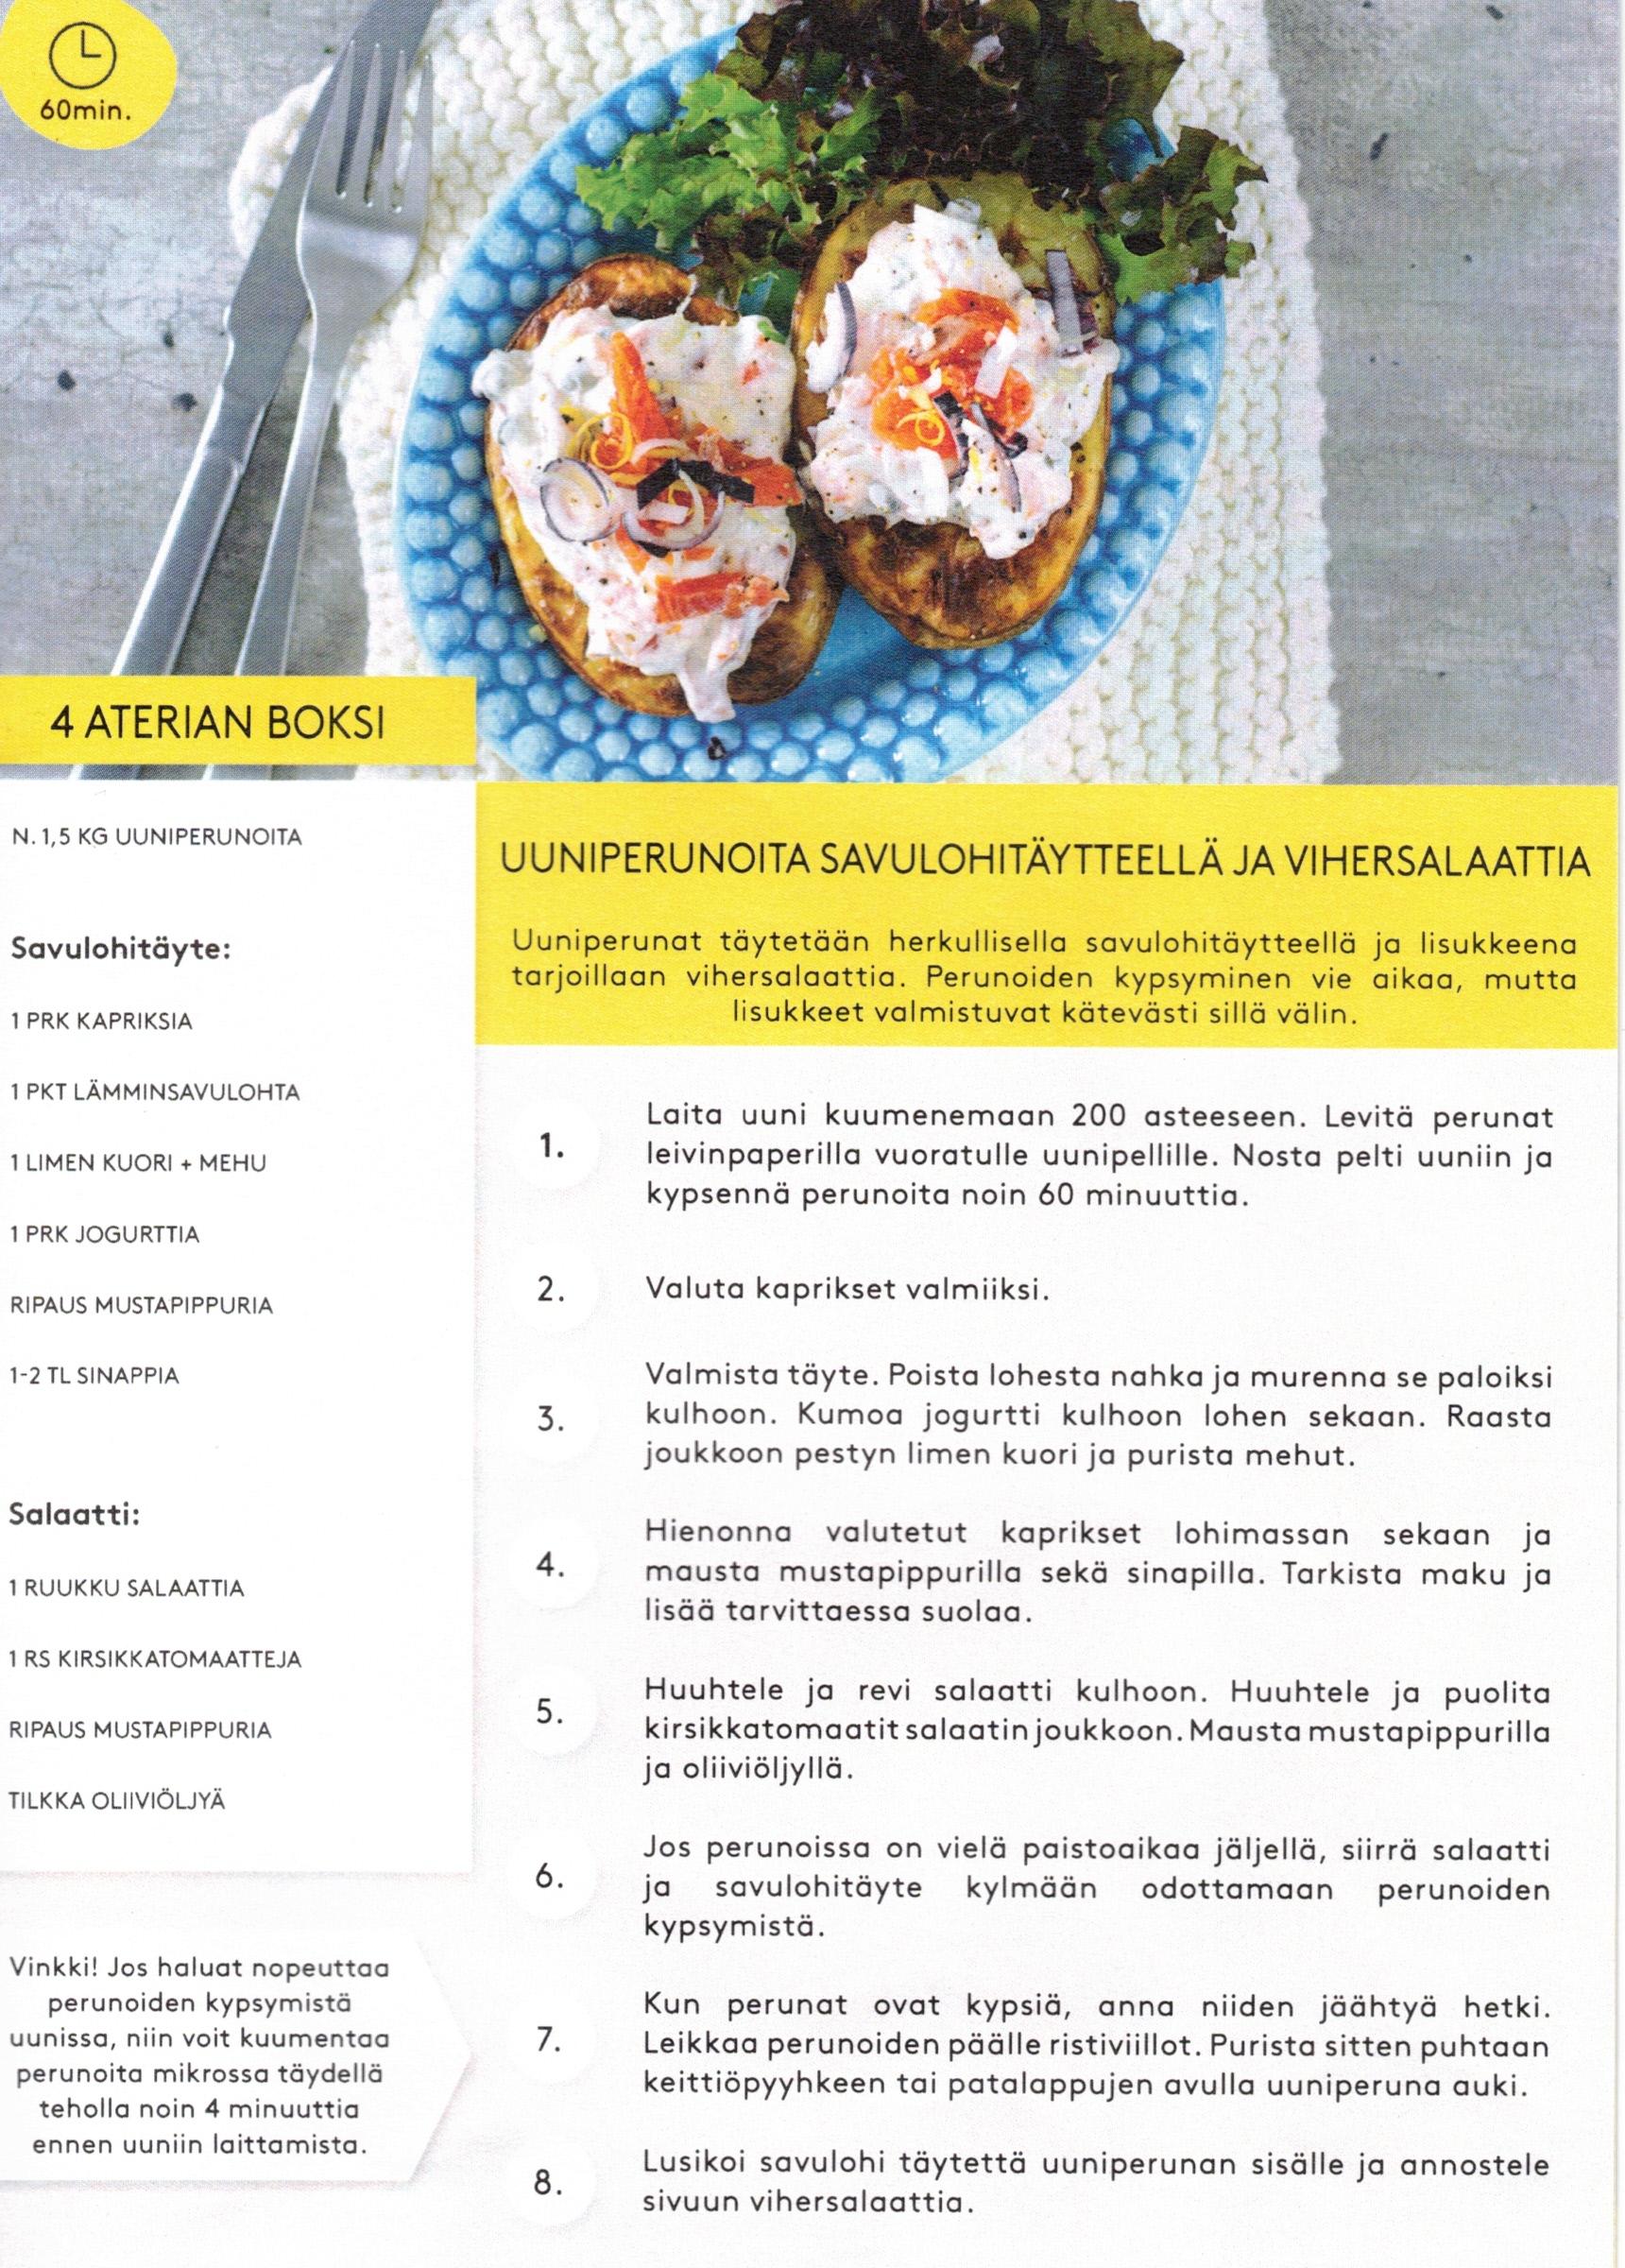 60min.
4 ATERIAN BOKSI
N. 1,5 KG UUNIPERUNOITA
Savulohitäyte:
1 PRK KAPRIKSIA
1 PKT LÄMMINSAVULOHTA
1 LIMEN KUORI + MEHU
1 PRK JOGURTTIA
RIPAUS MUSTAPIPPURIA
1-2 TL SINAPPIA
Salaatti:
1 RUUKKU SALAATTIA
1 RS KIRSIKKATOMAATTEJA
RIPAUS MUSTAPIPPURIA
TILKKA OLIIVIÖLJYÄ
Vinkki! Jos haluat nopeuttaa
perunoiden kypsymistä
uunissa, niin voit kuumentaa
perunoita mikrossa täydellä
teholla noin 4 minuuttia
ennen uuniin laittamista.
UUNIPERUNOITA SAVULOHITÄYTTEELLÄ JA VIHERSALAATTIA
Uuniperunat täytetään herkullisella savulohitäytteellä ja lisukkeena
tarjoillaan vihersalaattia. Perunoiden kypsyminen vie aikaa, mutta
lisukkeet valmistuvat kätevästi sillä välin.
1. Laita uuni kuumenemaan 200 asteeseen. Levitä perunat
leivinpaperilla vuoratulle uunipellille. Nosta pelti uuniin ja
kypsennä perunoita noin 60 minuuttia.
2. Valuta kaprikset valmiiksi.
3. Valmista täyte. Poista lohesta nahka ja murenna se paloiksi
kulhoon. Kumoa jogurtti kulhoon lohen sekaan. Raasta
joukkoon pestyn limen kuori ja purista mehut.
4. Hienonna valutetut kaprikset lohimassan sekaan ja
mausta mustapippurilla sekä sinapilla. Tarkista maku ja
lisää tarvittaessa suolaa.
5. Huuhtele ja revi salaatti kulhoon. Huuhtele ja puolita
kirsikkatomaatit salaatin joukkoon. Mausta mustapippurilla
ja oliiviöljyllä.
6. Jos perunoissa on vielä paistoaikaa jäljellä, siirrä salaatti
ja savulohitäyte kylmään odottamaan perunoiden
kypsymistä.
7. Kun perunat ovat kypsiä, anna niiden jäähtyä hetki.
Leikkaa perunoiden päälle ristiviillot. Purista sitten puhtaan
keittiöpyyhkeen tai patalappujen avulla uuniperuna auki.
8. Lusikoi savulohi täytettä uuniperunan sisälle ja annostele
sivuun vihersalaattia.